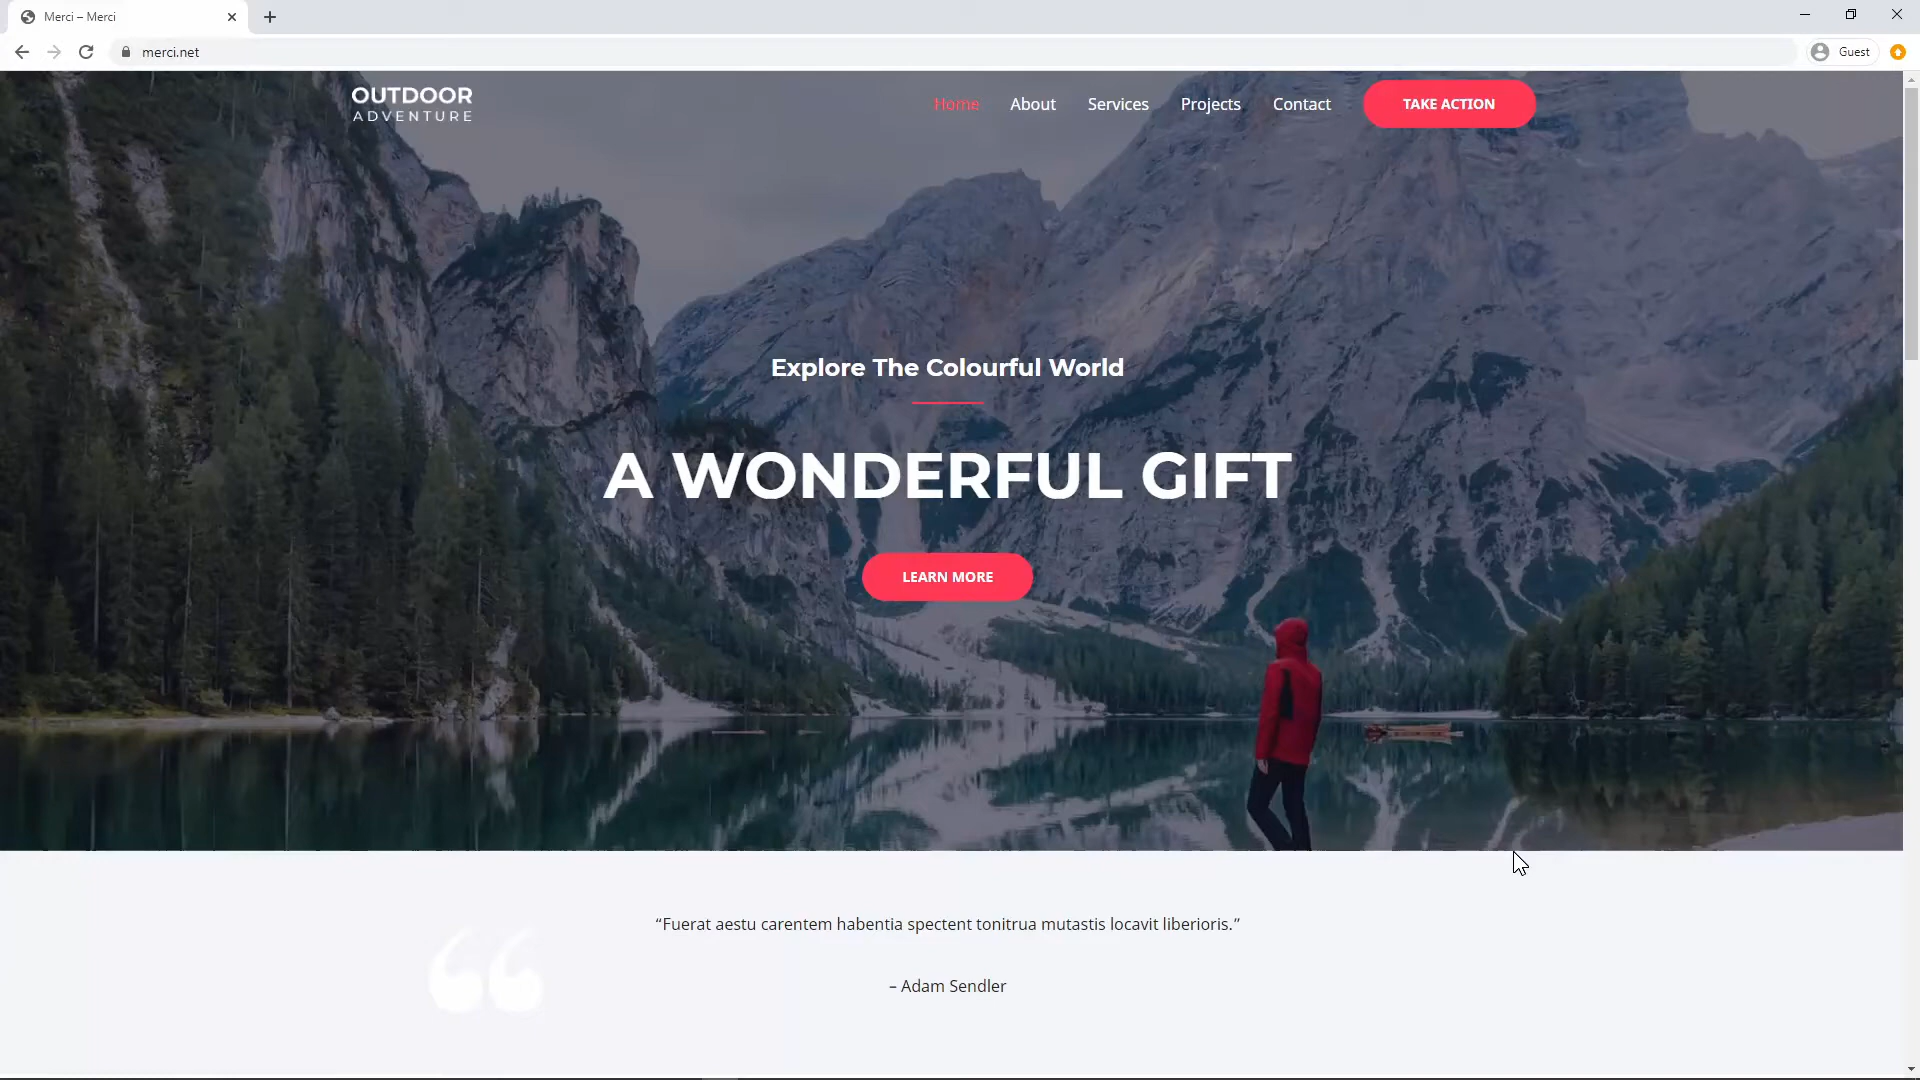 Merci – Merci
merci.net
Guest
OUTDOOR
ADVENTURE
Home
About
Services
Projects
Contact
TAKE ACTION
Explore The Colourful World
A WONDERFUL GIFT
LEARN MORE
“Fuerat aestu carentem habentia spectent tonitrua mutastis locavit liberioris.”
– Adam Sendler